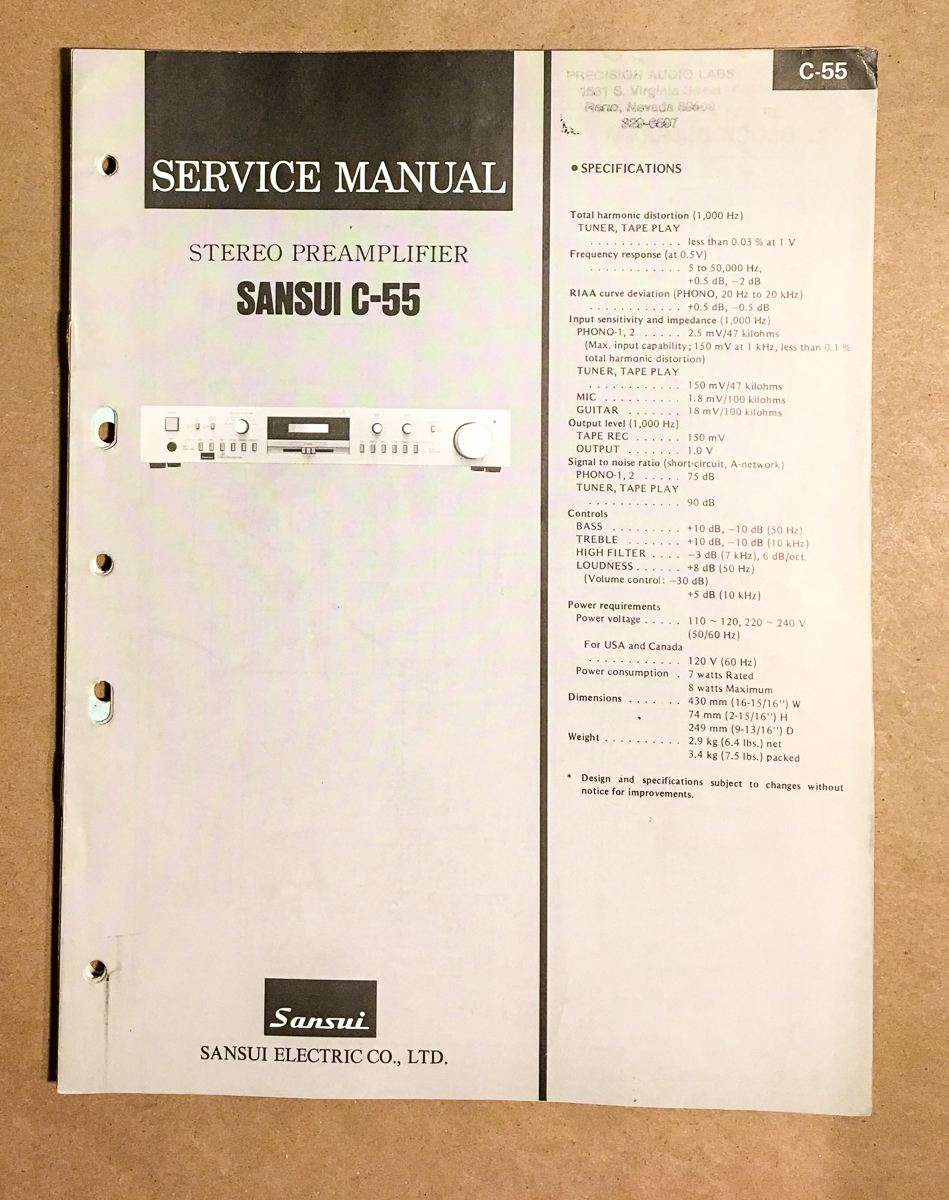 SERVICE MANUAL
STEREO PREAMPLIFIER
SANSUI C-55
Sansui
SANSUI ELECTRIC CO., LTD.
PRECISION AUDIO LABS
1581 S. Virginia Street
Reno, Nevada
C-55
● SPECIFICATIONS
Total harmonic distortion (1,000 Hz)
TUNER, TAPE PLAY
. . . . . . . . . . . . less than 0.03 % at 1 V
Frequency response (at 0.5V)
. . . . . . . . . . . . 5 to 50,000 Hz,
+0.5 dB, −2 dB
RIAA curve deviation (PHONO, 20 Hz to 20 kHz)
. . . . . . . . . . . . +0.5 dB, −0.5 dB
Input sensitivity and impedance (1,000 Hz)
PHONO-1, 2 . . . . . 2.5 mV/47 kilohms
(Max. input capability; 150 mV at 1 kHz, less than 0.1 %
total harmonic distortion)
TUNER, TAPE PLAY
. . . . . . . . . . . . 150 mV/47 kilohms
MIC . . . . . . . . . . 1.8 mV/100 kilohms
GUITAR . . . . . . . 18 mV/100 kilohms
Output level (1,000 Hz)
TAPE REC . . . . . . 150 mV
OUTPUT . . . . . . . 1.0 V
Signal to noise ratio (short-circuit, A-network)
PHONO-1, 2 . . . . . 75 dB
TUNER, TAPE PLAY
. . . . . . . . . . . . 90 dB
Controls
BASS . . . . . . . . . +10 dB, −10 dB (50 Hz)
TREBLE . . . . . . . +10 dB, −10 dB (10 kHz)
HIGH FILTER . . . . −3 dB (7 kHz), 6 dB/oct.
LOUDNESS . . . . . . +8 dB (50 Hz)
(Volume control: −30 dB)
+5 dB (10 kHz)
Power requirements
Power voltage . . . . . 110 ~ 120, 220 ~ 240 V
(50/60 Hz)
For USA and Canada
. . . . . . . . . . . . 120 V (60 Hz)
Power consumption . 7 watts Rated
8 watts Maximum
Dimensions . . . . . . . 430 mm (16-15/16'') W
74 mm (2-15/16'') H
249 mm (9-13/16'') D
Weight . . . . . . . . . . 2.9 kg (6.4 lbs.) net
3.4 kg (7.5 lbs.) packed
* Design and specifications subject to changes without
notice for improvements.